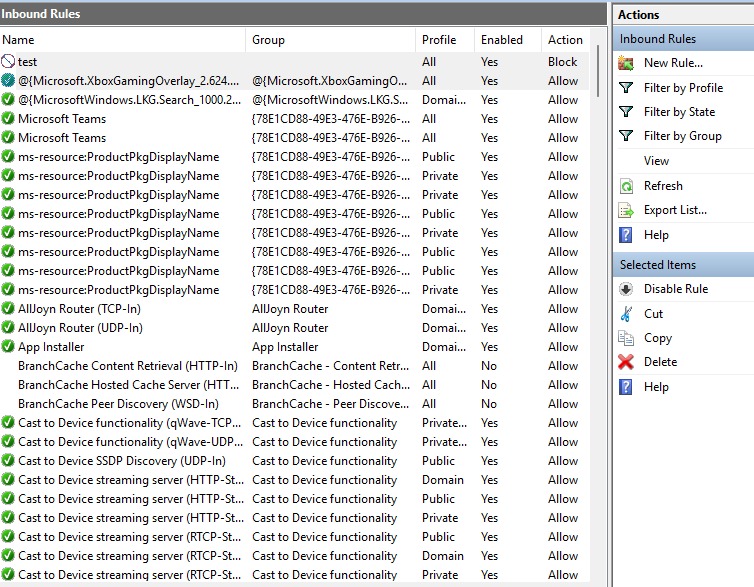 Inbound Rules
Name Group Profile Enabled Action
test All Yes Block
@{Microsoft.XboxGamingOverlay_2.624.... @{Microsoft.XboxGamingO... All Yes Allow
@{MicrosoftWindows.LKG.Search_1000.2... @{MicrosoftWindows.LKG.S... Domai... Yes Allow
Microsoft Teams {78E1CD88-49E3-476E-B926-... All Yes Allow
Microsoft Teams {78E1CD88-49E3-476E-B926-... All Yes Allow
ms-resource:ProductPkgDisplayName {78E1CD88-49E3-476E-B926-... Public Yes Allow
ms-resource:ProductPkgDisplayName {78E1CD88-49E3-476E-B926-... Private Yes Allow
ms-resource:ProductPkgDisplayName {78E1CD88-49E3-476E-B926-... Private Yes Allow
ms-resource:ProductPkgDisplayName {78E1CD88-49E3-476E-B926-... Public Yes Allow
ms-resource:ProductPkgDisplayName {78E1CD88-49E3-476E-B926-... Private Yes Allow
ms-resource:ProductPkgDisplayName {78E1CD88-49E3-476E-B926-... Public Yes Allow
ms-resource:ProductPkgDisplayName {78E1CD88-49E3-476E-B926-... Public Yes Allow
ms-resource:ProductPkgDisplayName {78E1CD88-49E3-476E-B926-... Private Yes Allow
AllJoyn Router (TCP-In) AllJoyn Router Domai... Yes Allow
AllJoyn Router (UDP-In) AllJoyn Router Domai... Yes Allow
App Installer App Installer Domai... Yes Allow
BranchCache Content Retrieval (HTTP-In) BranchCache - Content Retr... All No Allow
BranchCache Hosted Cache Server (HTT... BranchCache - Hosted Cach... All No Allow
BranchCache Peer Discovery (WSD-In) BranchCache - Peer Discove... All No Allow
Cast to Device functionality (qWave-TCP... Cast to Device functionality Private... Yes Allow
Cast to Device functionality (qWave-UDP... Cast to Device functionality Private... Yes Allow
Cast to Device SSDP Discovery (UDP-In) Cast to Device functionality Public Yes Allow
Cast to Device streaming server (HTTP-St... Cast to Device functionality Domain Yes Allow
Cast to Device streaming server (HTTP-St... Cast to Device functionality Public Yes Allow
Cast to Device streaming server (HTTP-St... Cast to Device functionality Private Yes Allow
Cast to Device streaming server (RTCP-St... Cast to Device functionality Public Yes Allow
Cast to Device streaming server (RTCP-St... Cast to Device functionality Domain Yes Allow
Cast to Device streaming server (RTCP-St... Cast to Device functionality Private Yes Allow
Actions
Inbound Rules
New Rule...
Filter by Profile
Filter by State
Filter by Group
View
Refresh
Export List...
Help
Selected Items
Disable Rule
Cut
Copy
Delete
Help